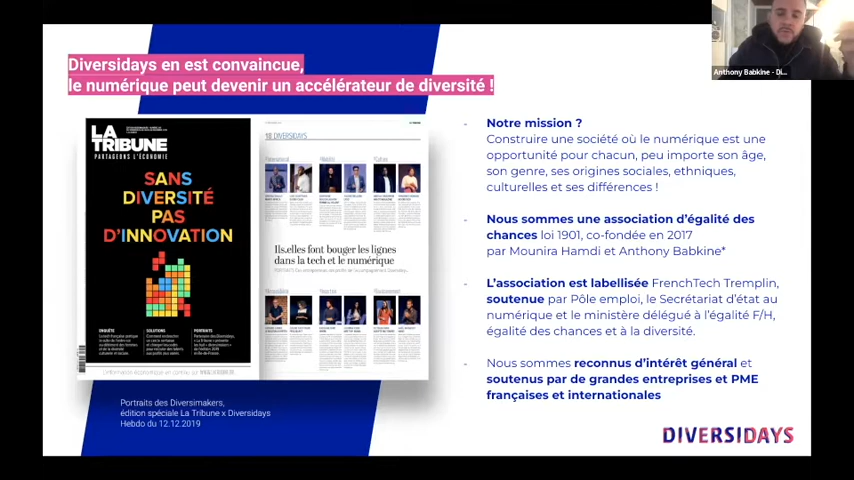 Anthony Babkine - Di...
Diversidays en est convaincue,
le numérique peut devenir un accélérateur de diversité !
LA
TRIBUNE
PARTAGEONS L'ÉCONOMIE
SANS
DIVERSITÉ
PAS
D'INNOVATION
ENQUÊTE
SOLUTIONS
PORTRAITS
18 DIVERSIDAYS
Ils.elles font bouger les lignes
dans la tech et le numérique
- Notre mission ?
Construire une société où le numérique est une
opportunité pour chacun, peu importe son âge,
son genre, ses origines sociales, ethniques,
culturelles et ses différences !
- Nous sommes une association d'égalité des
chances loi 1901, co-fondée en 2017
par Mounira Hamdi et Anthony Babkine*
- L'association est labellisée FrenchTech Tremplin,
soutenue par Pôle emploi, le Secrétariat d'état au
numérique et le ministère délégué à l'égalité F/H,
égalité des chances et à la diversité.
- Nous sommes reconnus d'intérêt général et
soutenus par de grandes entreprises et PME
françaises et internationales
Portraits des Diversimakers,
édition spéciale La Tribune x Diversidays
Hebdo du 12.12.2019
DIVERSIDAYS